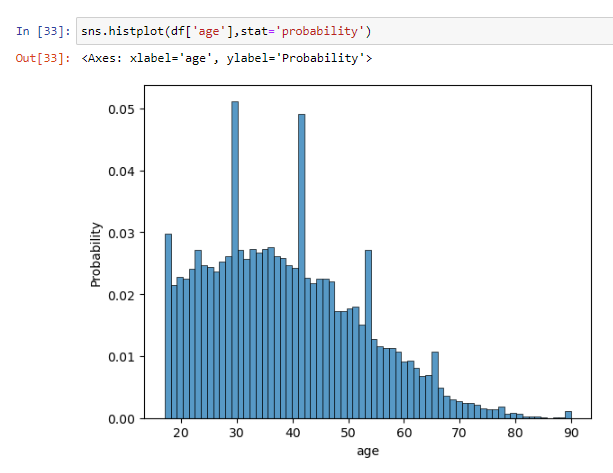 In [33]: sns.histplot(df['age'],stat='probability')
Out[33]: <Axes: xlabel='age', ylabel='Probability'>
0.05
0.04
0.03
0.02
0.01
0.00
Probability
20 30 40 50 60 70 80 90
age